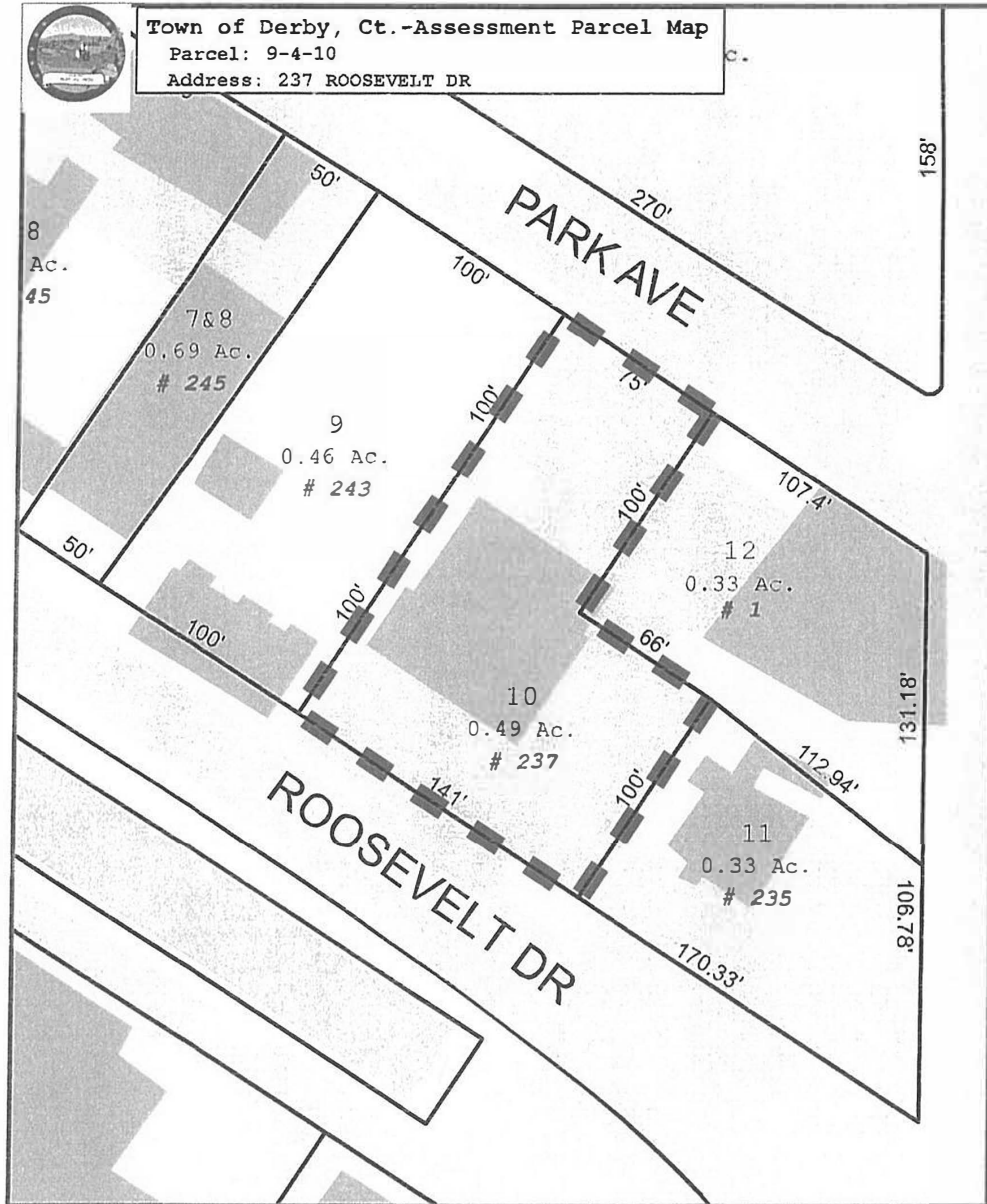 Town of Derby, Ct.-Assessment Parcel Map
Parcel: 9-4-10
Address: 237 ROOSEVELT DR
c.
158'
50'
270'
PARK AVE
8
Ac.
45
100'
7&8
0.69 Ac.
# 245
75'
100'
9
0.46 Ac.
# 243
100'
107.4'
12
0.33 Ac.
# 1
50'
100'
100'
66'
10
0.49 Ac.
# 237
131.18'
112.94'
141'
100'
11
0.33 Ac.
# 235
ROOSEVELT DR
106.78'
170.33'